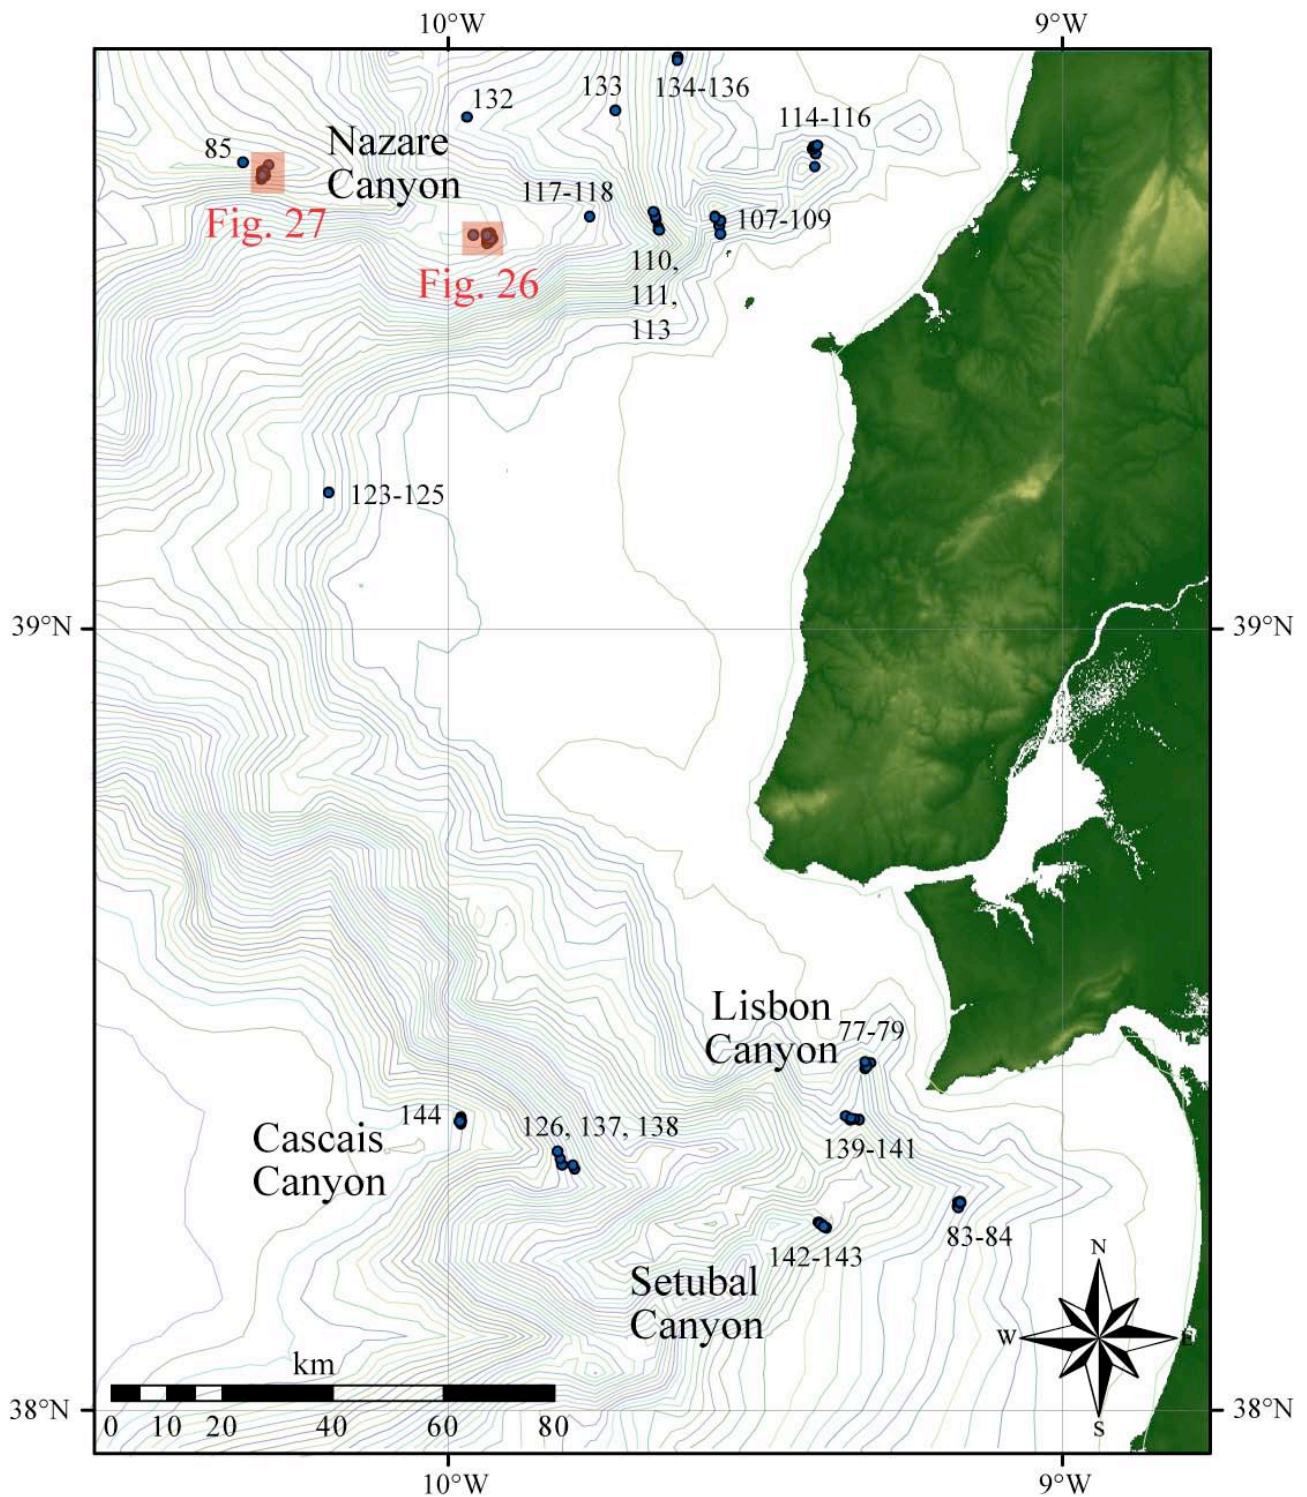 10°W
9°W
134-136
133
132
114-116
85
Nazare
Canyon
117-118
107-109
Fig. 27
110,
111,
113
Fig. 26
123-125
39°N
39°N
Lisbon
Canyon
77-79
144
126, 137, 138
Cascais
Canyon
139-141
83-84
142-143
Setubal
Canyon
N
W
E
S
km
0 10 20 40 60 80
38°N
38°N
10°W
9°W